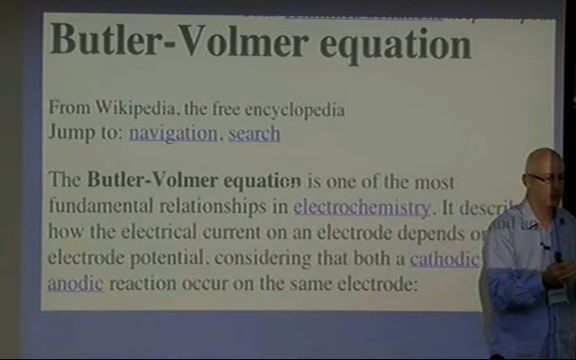 Butler-Volmer equation
From Wikipedia, the free encyclopedia
Jump to: navigation, search
The Butler-Volmer equation is one of the most
fundamental relationships in electrochemistry. It
how the electrical current on an electrode depends
electrode potential, considering that both a cathodic
anodic reaction occur on the same electrode: